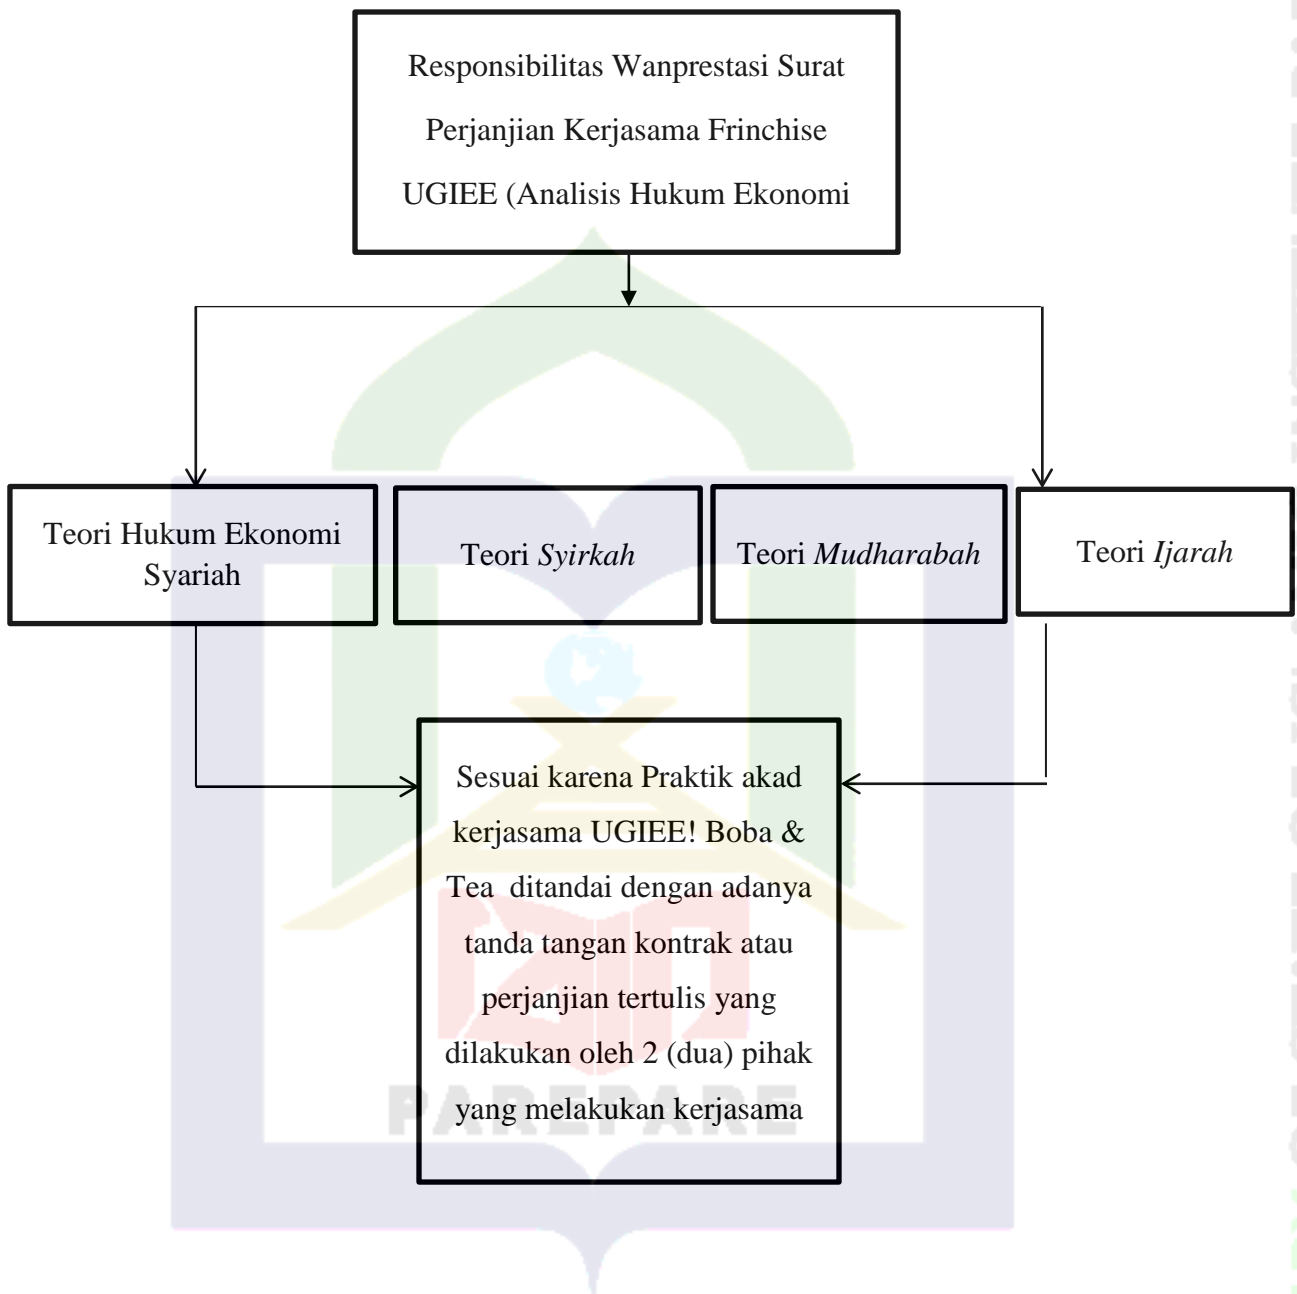 Responsibilitas Wanprestasi Surat
Perjanjian Kerjasama Frinchise
UGIEE (Analisis Hukum Ekonomi
Teori Hukum Ekonomi
Syariah
Teori Syirkah
Teori Mudharabah
Teori Ijarah
Sesuai karena Praktik akad
kerjasama UGIEE! Boba &
Tea ditandai dengan adanya
tanda tangan kontrak atau
perjanjian tertulis yang
dilakukan oleh 2 (dua) pihak
yang melakukan kerjasama
PAREPARE